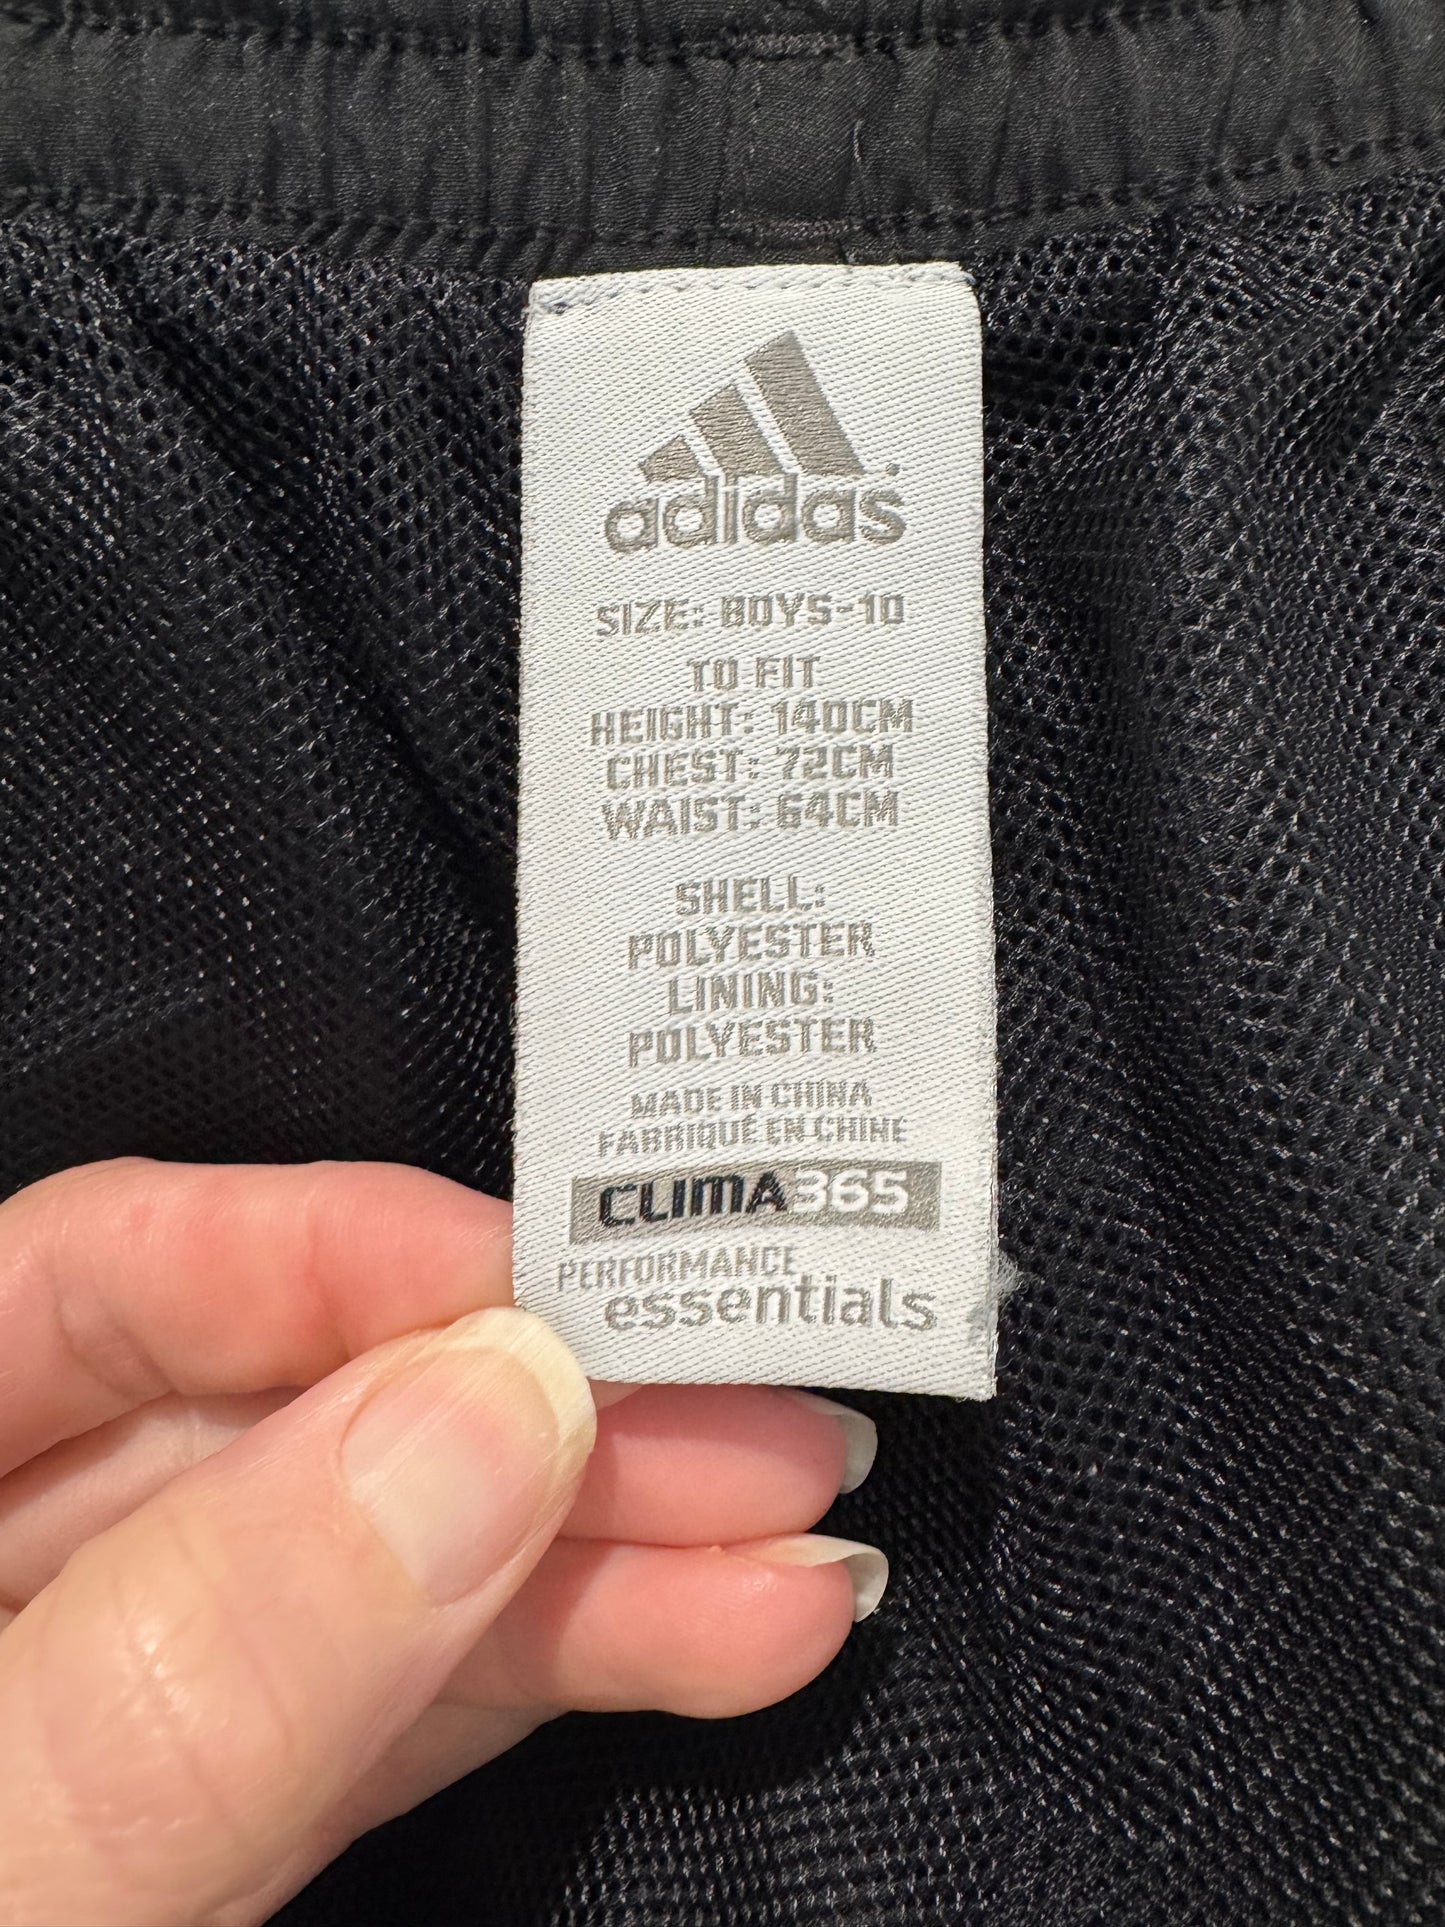 adidas
SIZE: BOYS-10
TO FIT
HEIGHT: 140CM
CHEST: 72CM
WAIST: 64CM
SHELL:
POLYESTER
LINING:
POLYESTER
MADE IN CHINA
FABRIQUÉ EN CHINE
CLIMA365
PERFORMANCE
essentials